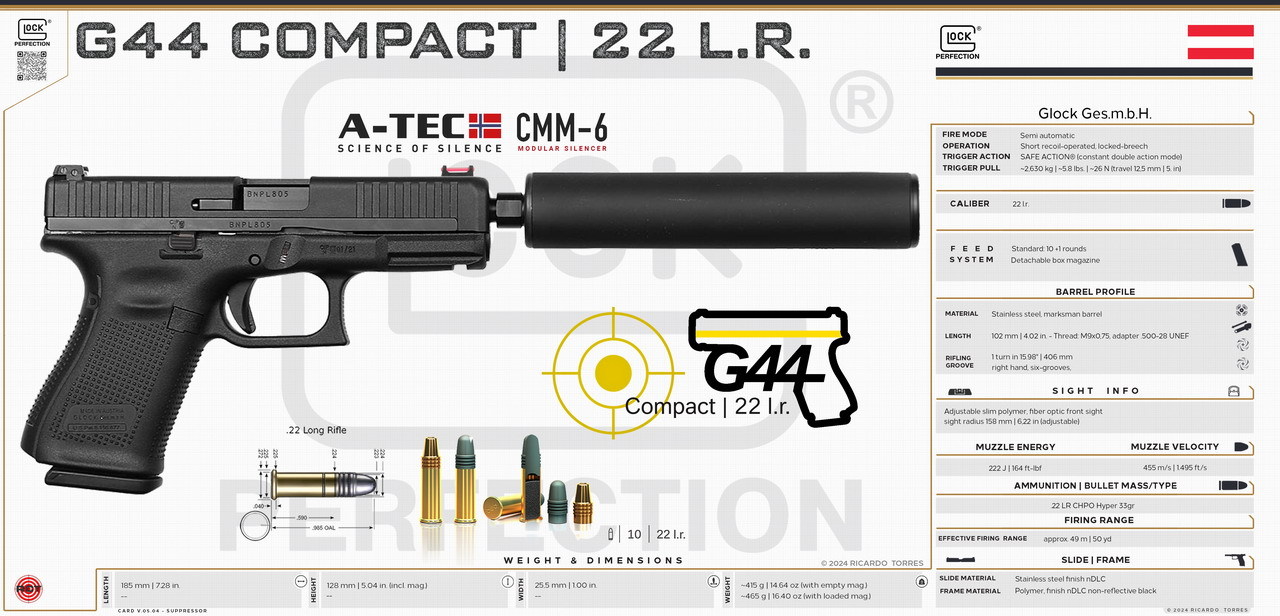 GLOCK
PERFECTION
G44 COMPACT | 22 L.R.
GLOCK
PERFECTION
®
A-TEC CMM-6
SCIENCE OF SILENCE MODULAR SILENCER
BNPL805
BNPL805
Glock Ges.m.b.H.
FIRE MODE Semi automatic
OPERATION Short recoil-operated, locked-breech
TRIGGER ACTION SAFE ACTION® (constant double action mode)
TRIGGER PULL ~2,630 kg | ~5.8 lbs. | ~26 N (travel 12,5 mm | 5. in)
CALIBER 22 l.r.
FEED SYSTEM
Standard: 10 +1 rounds
Detachable box magazine
BARREL PROFILE
MATERIAL Stainless steel, marksman barrel
LENGTH 102 mm | 4.02 in. - Thread: M9x0.75, adapter .500-28 UNEF
RIFLING GROOVE
1 turn in 15.98" | 406 mm
right hand, six-grooves,
SIGHT INFO
Adjustable slim polymer, fiber optic front sight
sight radius 158 mm | 6.22 in (adjustable)
MUZZLE ENERGY MUZZLE VELOCITY
222 J | 164 ft-lbf 455 m/s | 1.495 ft/s
AMMUNITION | BULLET MASS/TYPE
22 LR CHPO Hyper 33gr
FIRING RANGE
EFFECTIVE FIRING RANGE approx. 49 m | 50 yd
SLIDE | FRAME
SLIDE MATERIAL Stainless steel finish nDLC
FRAME MATERIAL Polymer, finish nDLC non-reflective black
G44
Compact | 22 l.r.
.22 Long Rifle
.040
.590
.985 OAL
10 | 22 l.r.
GLOCK
PERFECTION
WEIGHT & DIMENSIONS
© 2024 RICARDO TORRES
LENGTH 185 mm | 7.28 in.
--
HEIGHT 128 mm | 5.04 in. (incl. mag.)
--
WIDTH 25.5 mm | 1.00 in.
--
WEIGHT ~415 g | 14.64 oz (with empty mag.)
~465 g | 16.40 oz (with loaded mag.)
CARD V.05.04 - SUPPRESSOR
© 2024 RICARDO TORRES